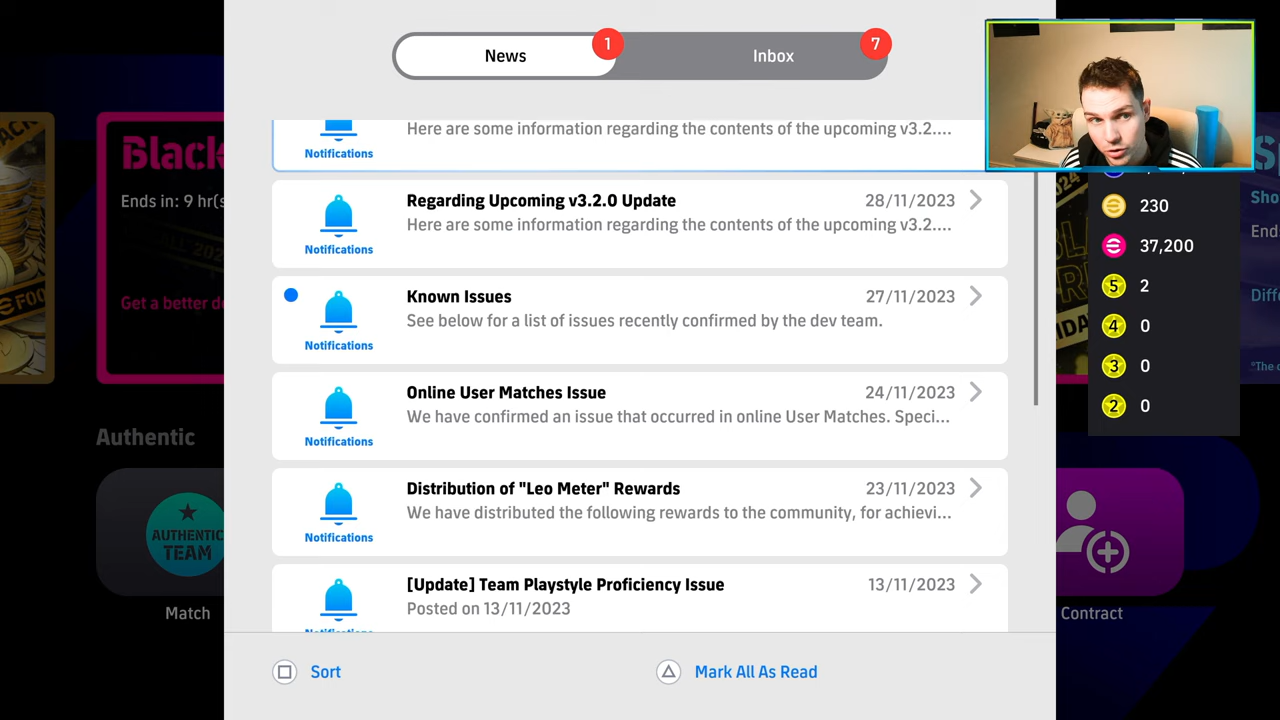 News
1
Inbox
7
Here are some information regarding the contents of the upcoming v3.2....
Notifications
Regarding Upcoming v3.2.0 Update
28/11/2023
Here are some information regarding the contents of the upcoming v3.2....
Notifications
Known Issues
27/11/2023
See below for a list of issues recently confirmed by the dev team.
Notifications
Online User Matches Issue
24/11/2023
We have confirmed an issue that occurred in online User Matches. Speci...
Notifications
Distribution of "Leo Meter" Rewards
23/11/2023
We have distributed the following rewards to the community, for achievi...
Notifications
[Update] Team Playstyle Proficiency Issue
13/11/2023
Posted on 13/11/2023
Notifications
Sort
Mark All As Read
Black
Ends in: 9 hr(s
Get a better de
Authentic
AUTHENTIC
TEAM
Match
230
37,200
5 2
4 0
3 0
2 0
Contract
Sp
Sho
End
Diffe
"The c
2024